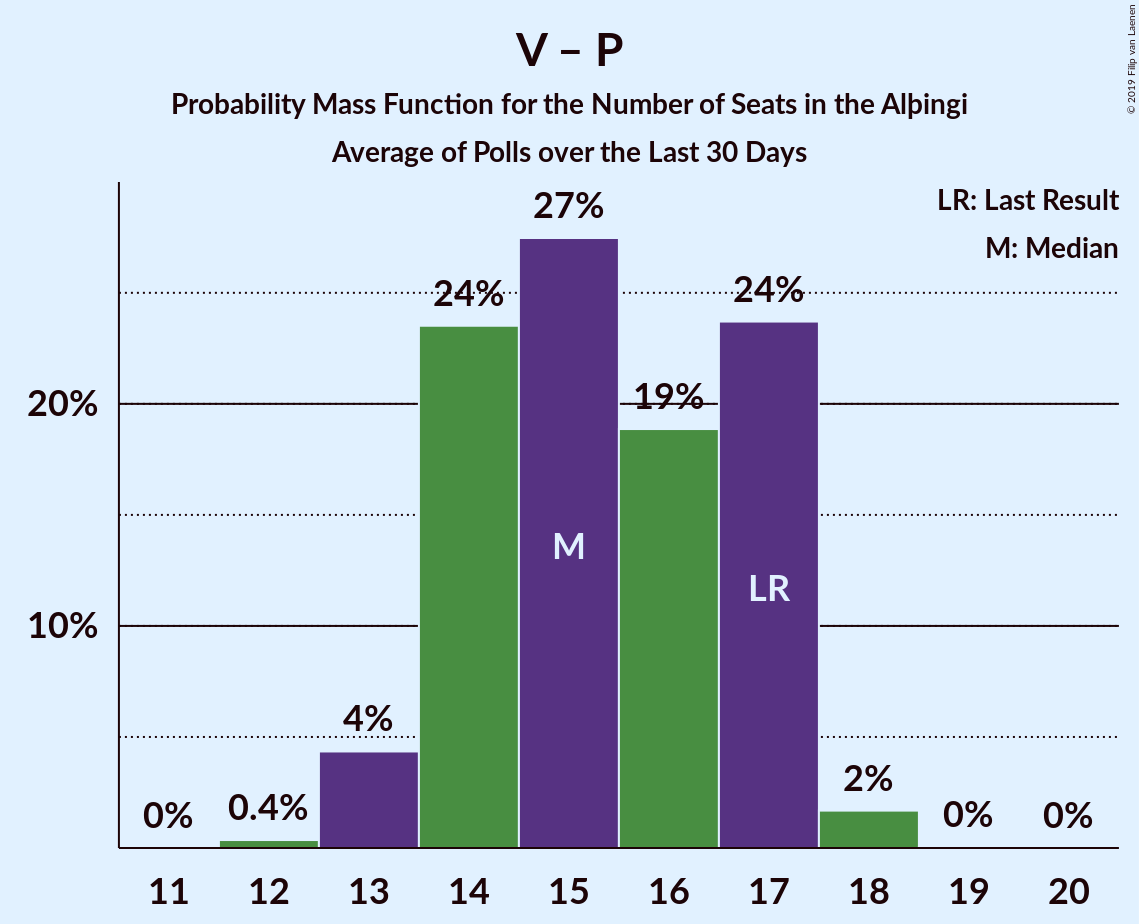 V – P
Probability Mass Function for the Number of Seats in the Alþingi
Average of Polls over the Last 30 Days
© 2019 Filip van Laenen
LR: Last Result
M: Median
27%
24%
24%
20%
19%
M
LR
10%
4%
2%
0%
0.4%
0%
0%
11 12 13 14 15 16 17 18 19 20